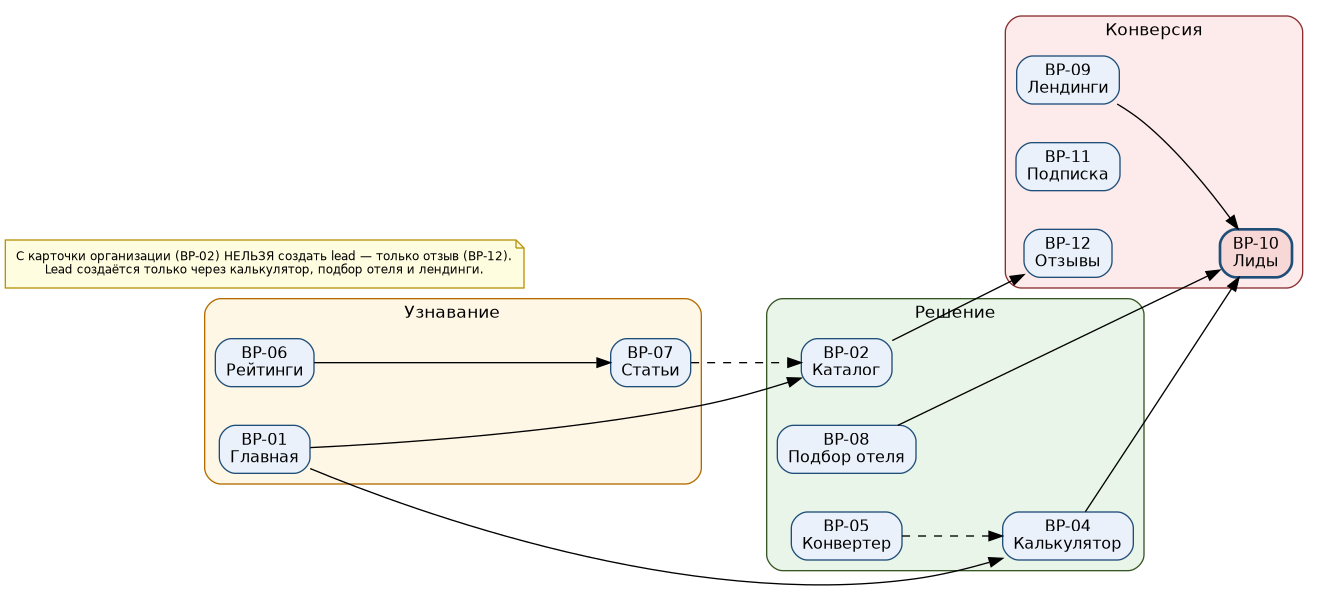 Конверсия
BP-09
Лендинги
BP-11
Подписка
BP-12
Отзывы
BP-10
Лиды
С карточки организации (BP-02) НЕЛЬЗЯ создать lead — только отзыв (BP-12).
Lead создаётся только через калькулятор, подбор отеля и лендинги.
Узнавание
BP-06
Рейтинги
BP-07
Статьи
BP-01
Главная
Решение
BP-02
Каталог
BP-08
Подбор отеля
BP-05
Конвертер
BP-04
Калькулятор